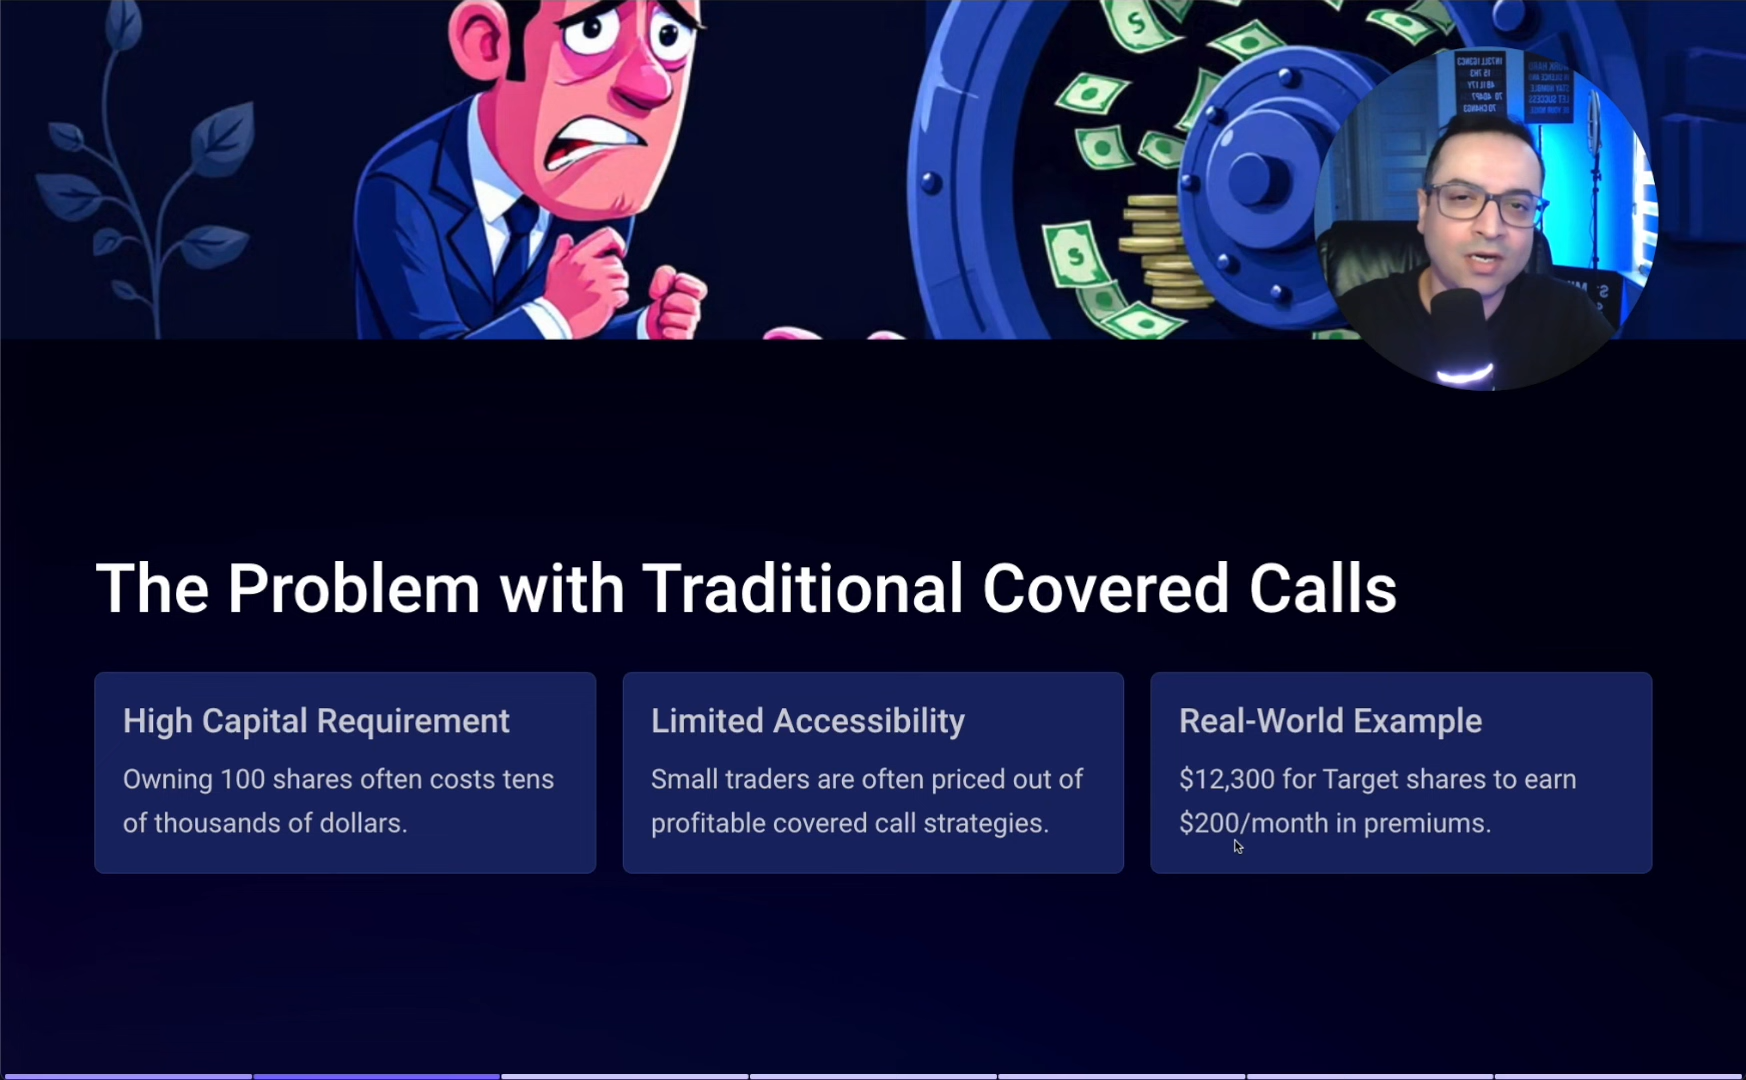 The Problem with Traditional Covered Calls
High Capital Requirement
Owning 100 shares often costs tens
of thousands of dollars.
Limited Accessibility
Small traders are often priced out of
profitable covered call strategies.
Real-World Example
$12,300 for Target shares to earn
$200/month in premiums.